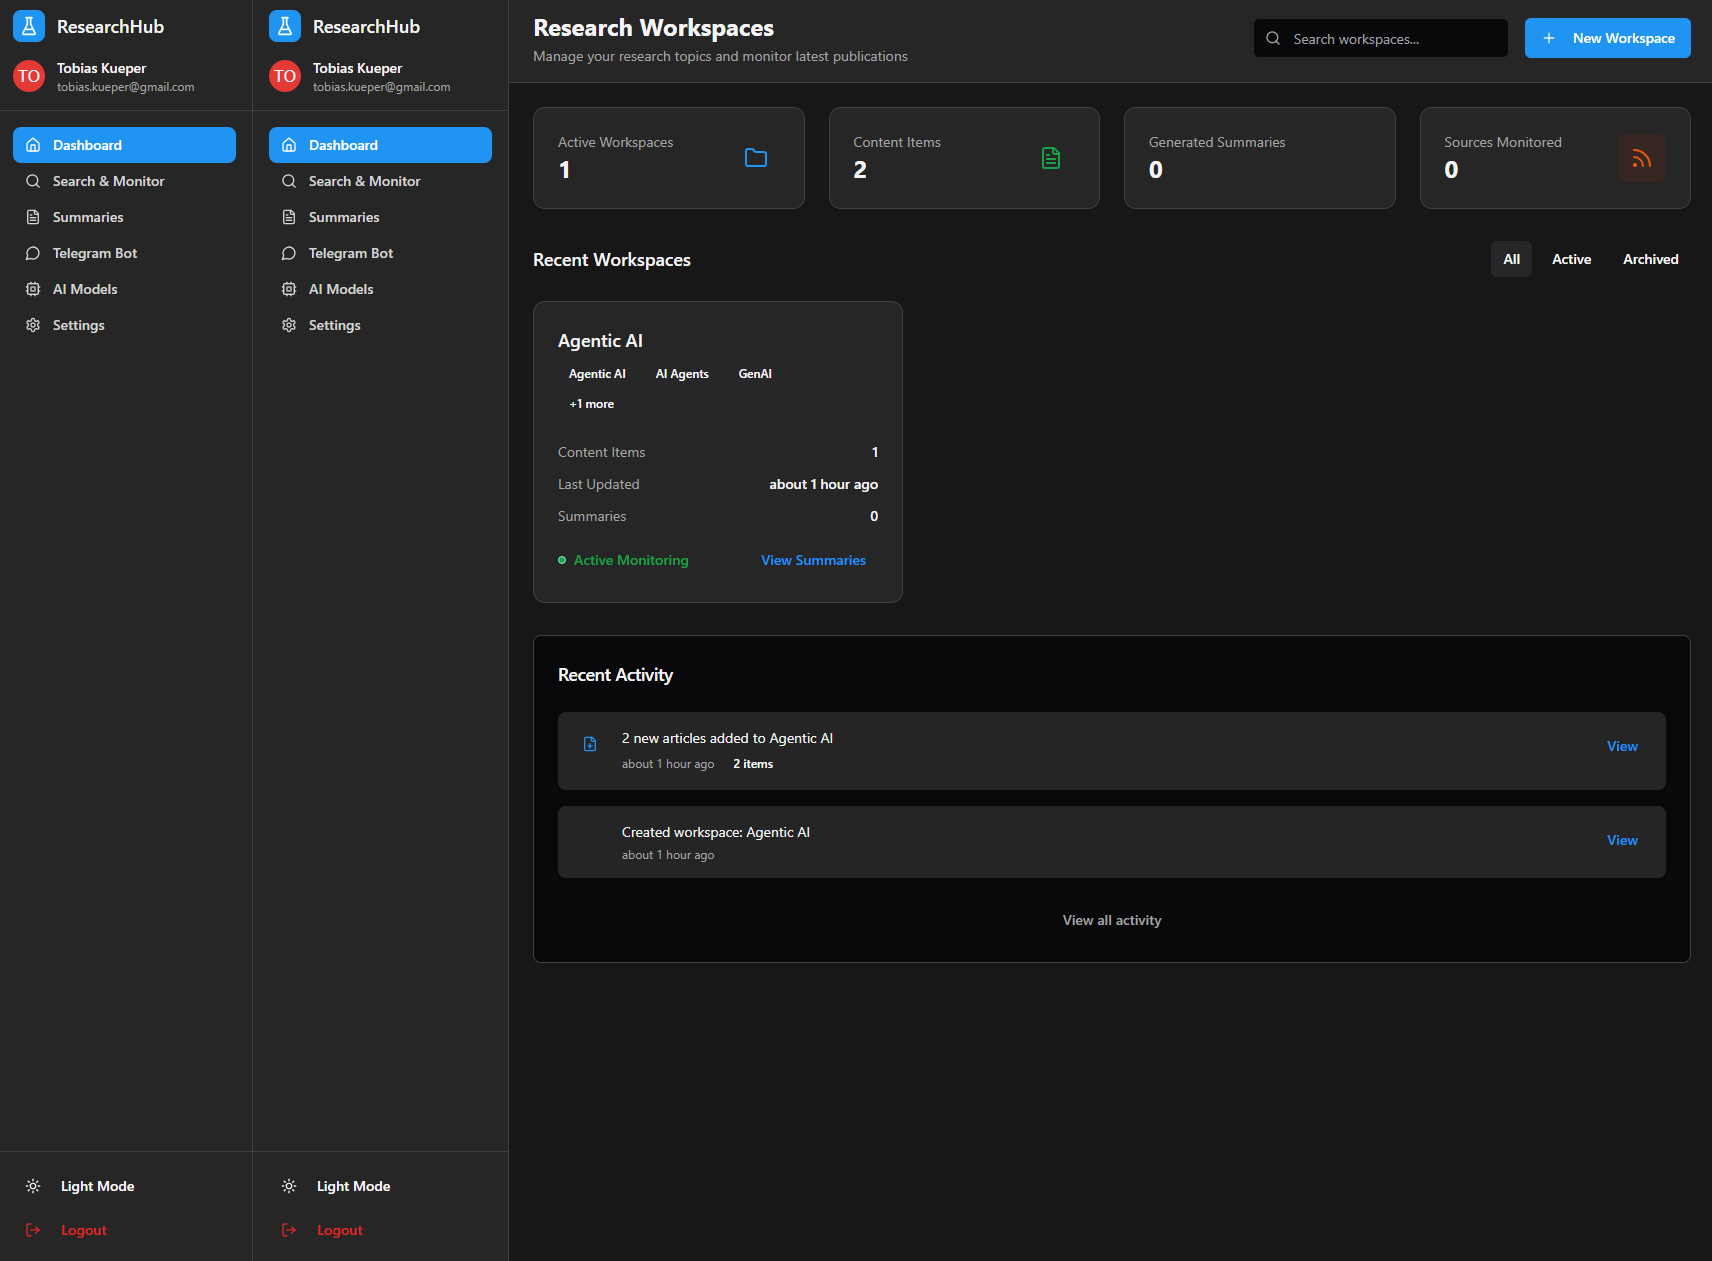 ResearchHub
Tobias Kueper
tobias.kueper@gmail.com
Dashboard
Search & Monitor
Summaries
Telegram Bot
AI Models
Settings
Light Mode
Logout
ResearchHub
Tobias Kueper
tobias.kueper@gmail.com
Dashboard
Search & Monitor
Summaries
Telegram Bot
AI Models
Settings
Light Mode
Logout
Research Workspaces
Manage your research topics and monitor latest publications
Search workspaces...
New Workspace
Active Workspaces
1
Content Items
2
Generated Summaries
0
Sources Monitored
0
Recent Workspaces
All Active Archived
Agentic AI
Agentic AI AI Agents GenAI
+1 more
Content Items 1
Last Updated about 1 hour ago
Summaries 0
Active Monitoring View Summaries
Recent Activity
2 new articles added to Agentic AI
about 1 hour ago 2 items
View
Created workspace: Agentic AI
about 1 hour ago
View
View all activity